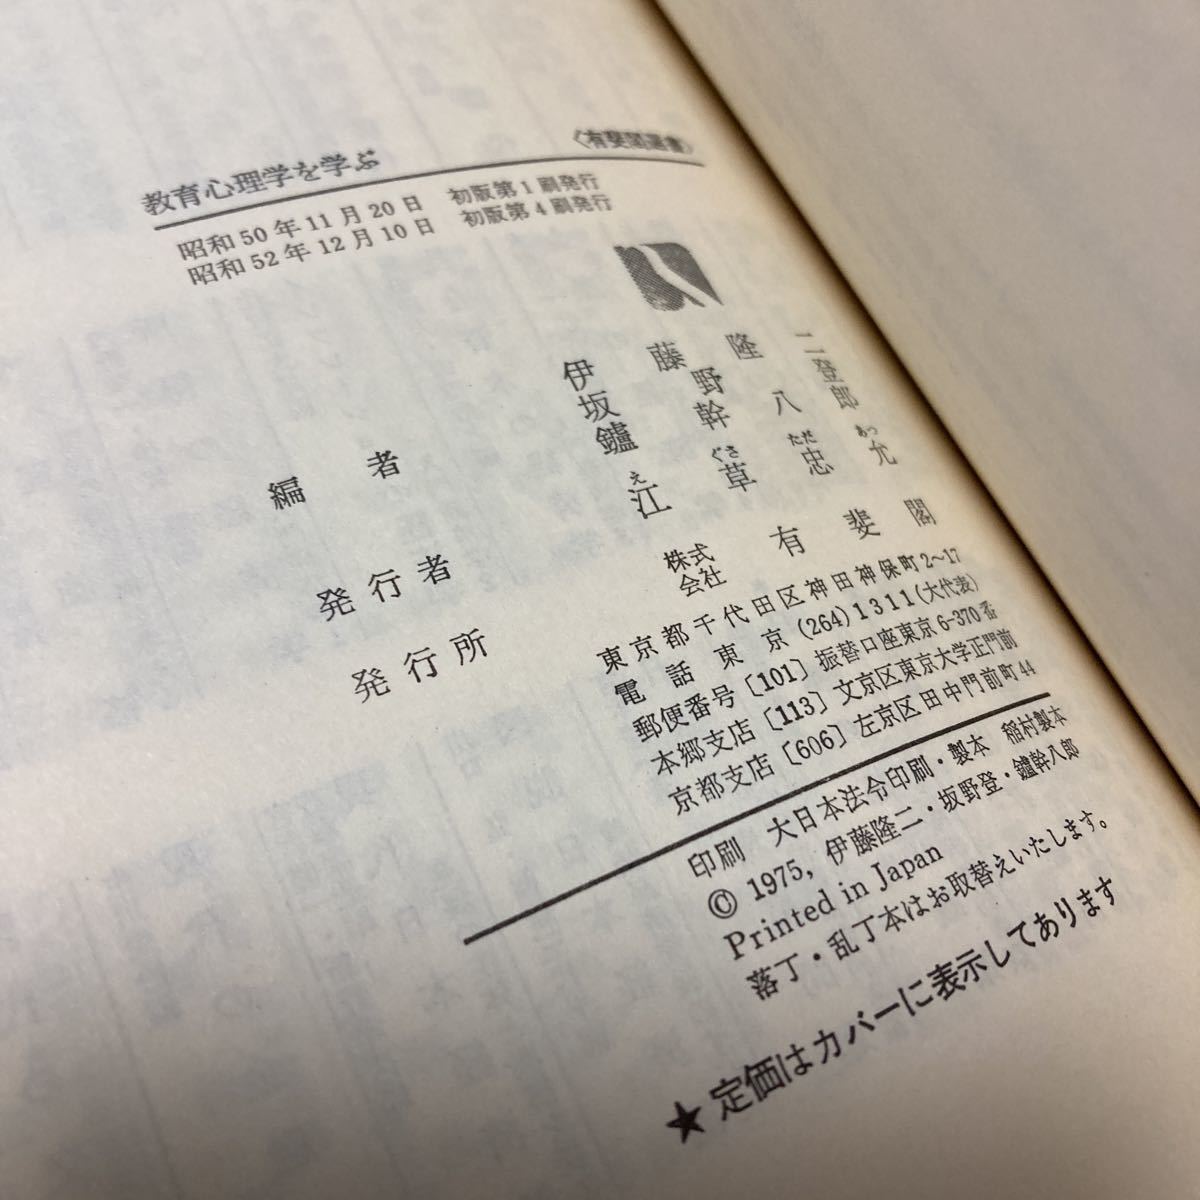 教育心理学を学ぶ 〈有斐閣選書〉
昭和50年11月20日 初版第1刷発行
昭和52年12月10日 初版第4刷発行
編者 伊藤隆二
坂野登
鑪幹八郎
発行者 江草忠允
え ぐさ ただ あつ
発行所 株式会社 有斐閣
東京都千代田区神田神保町2〜17
電話 東京 (264) 1311 (大代表)
郵便番号〔101〕振替口座東京6-370番
本郷支店〔113〕文京区東京大学正門前
京都支店〔606〕左京区田中門前町44
印刷 大日本法令印刷・製本 稲村製本
© 1975, 伊藤隆二・坂野登・鑪幹八郎
Printed in Japan
落丁・乱丁本はお取替えいたします。
★定価はカバーに表示してあります